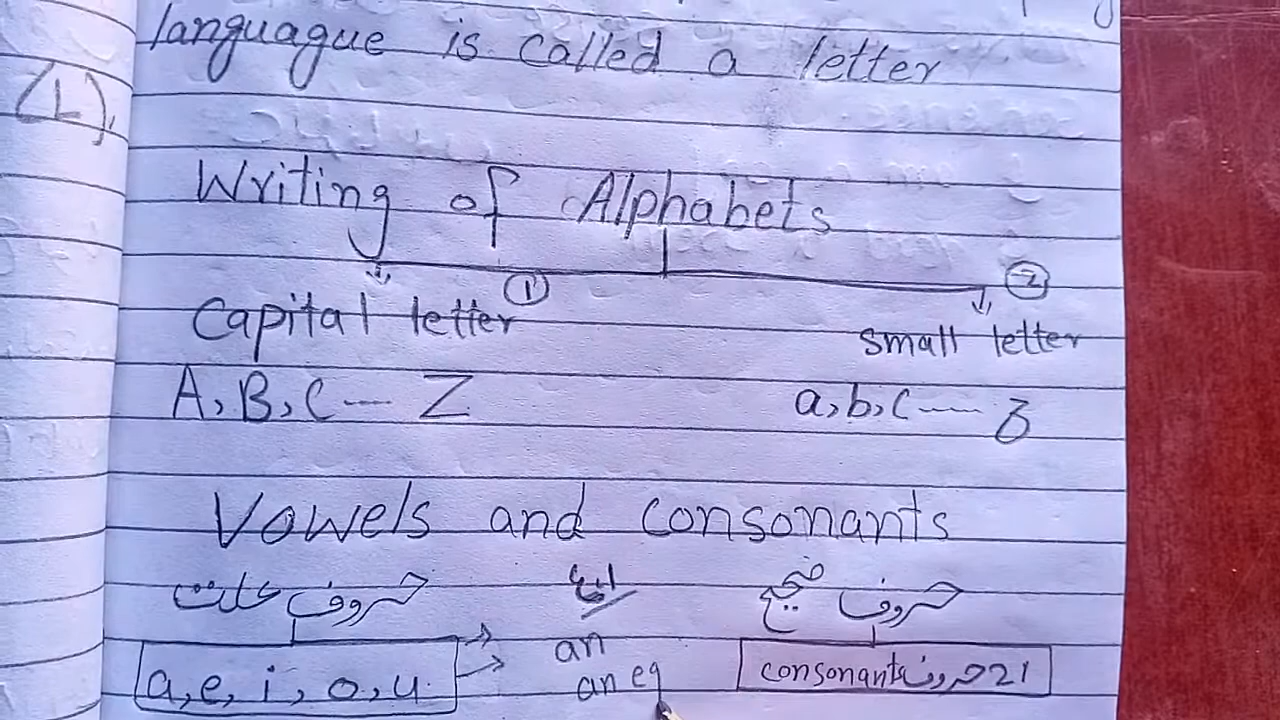 languague is called a letter
(L),
Writing of Alphabets
① ②
Capital letter small letter
A, B, C --- Z a, b, c ---- z
Vowels and consonants
حروف علت حروف صحیح
an
a, e, i, o, u consonants 21 حروف
an eg